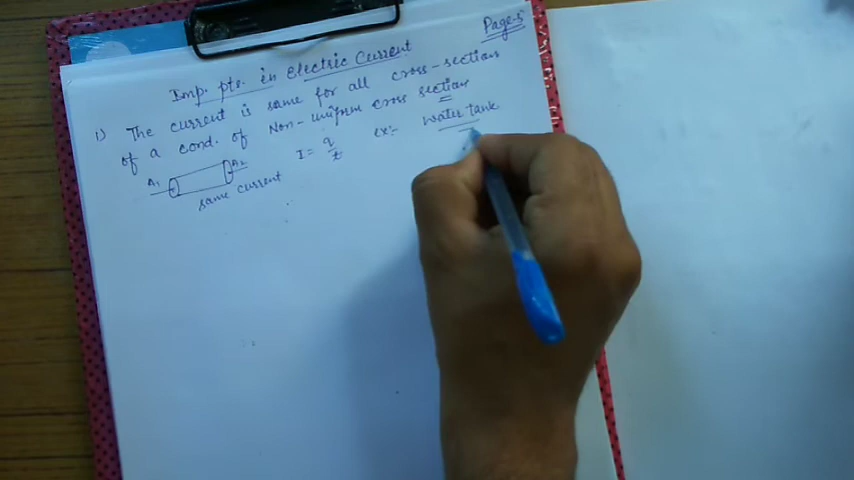 Page-5
Imp. pts. in Electric Current
1) The current is same for all cross-section
of a cond. of Non-uniform cross section
I = q/t ex:- water tank
A1 A2
same current